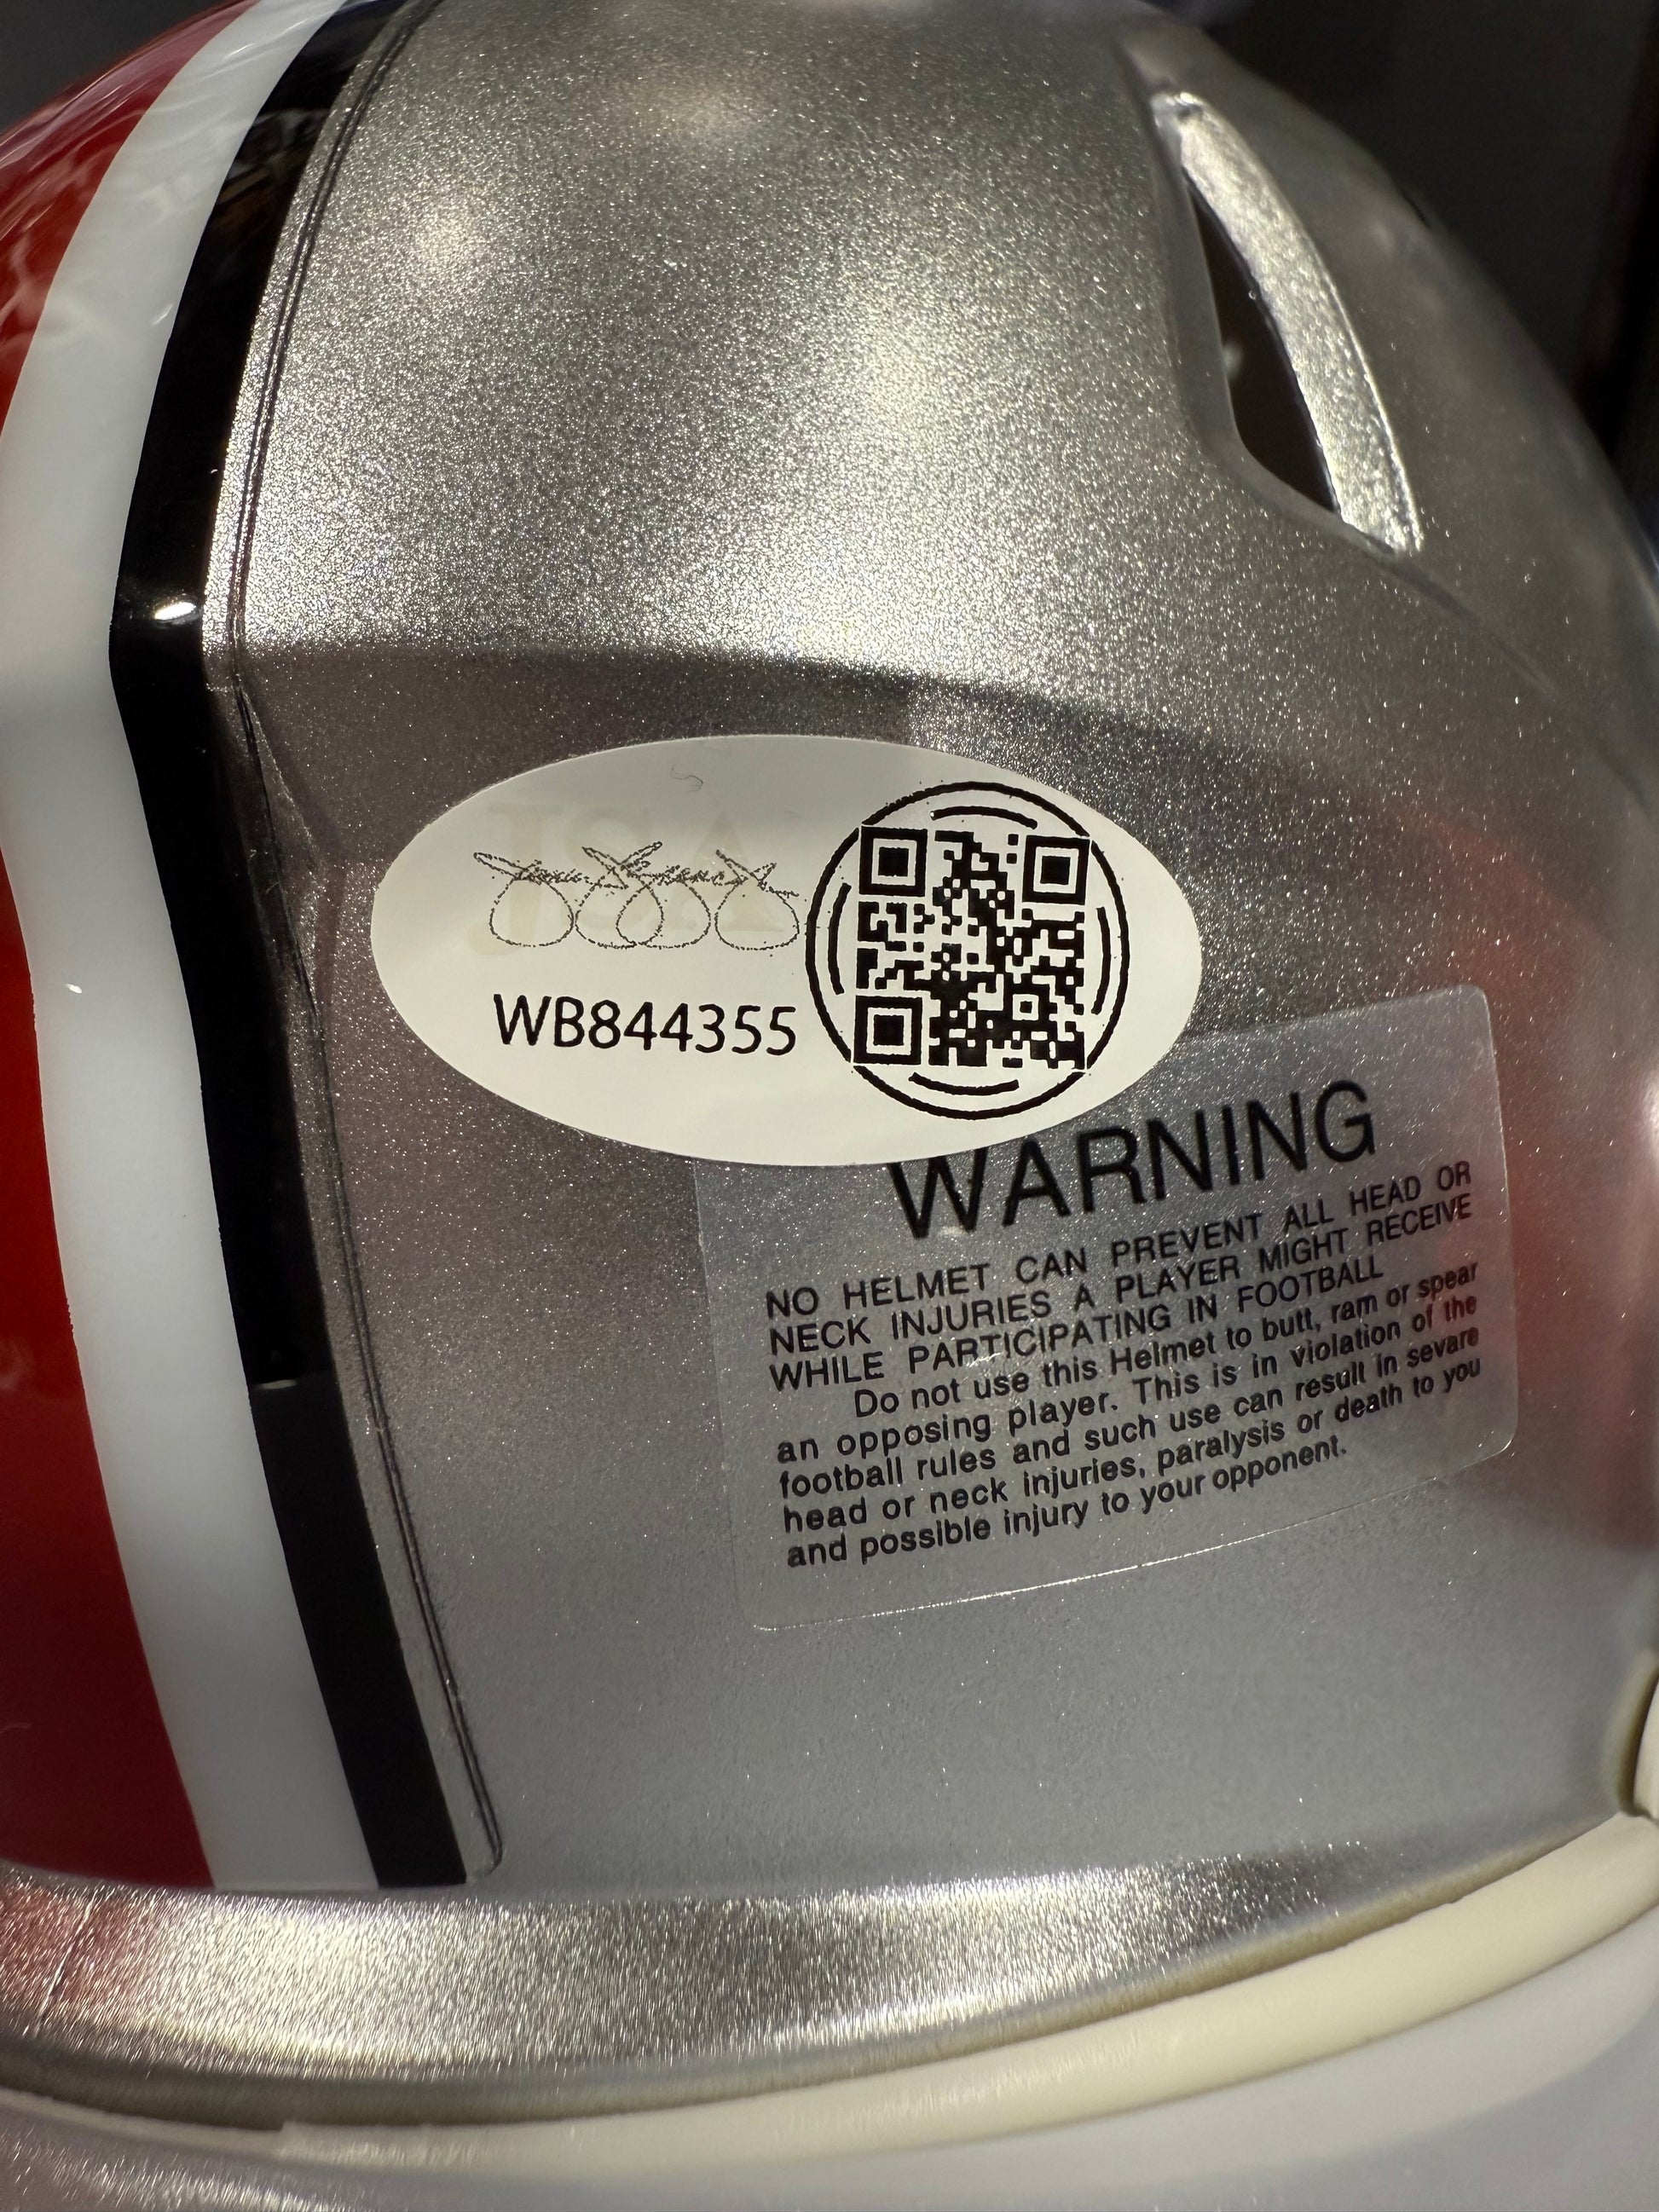 WB844355
WARNING
NO HELMET CAN PREVENT ALL HEAD OR
NECK INJURIES A PLAYER MIGHT RECEIVE
WHILE PARTICIPATING IN FOOTBALL
Do not use this Helmet to butt, ram or spear
an opposing player. This is in violation of the
football rules and such use can result in sevare
head or neck injuries, paralysis or death to you
and possible injury to your opponent.